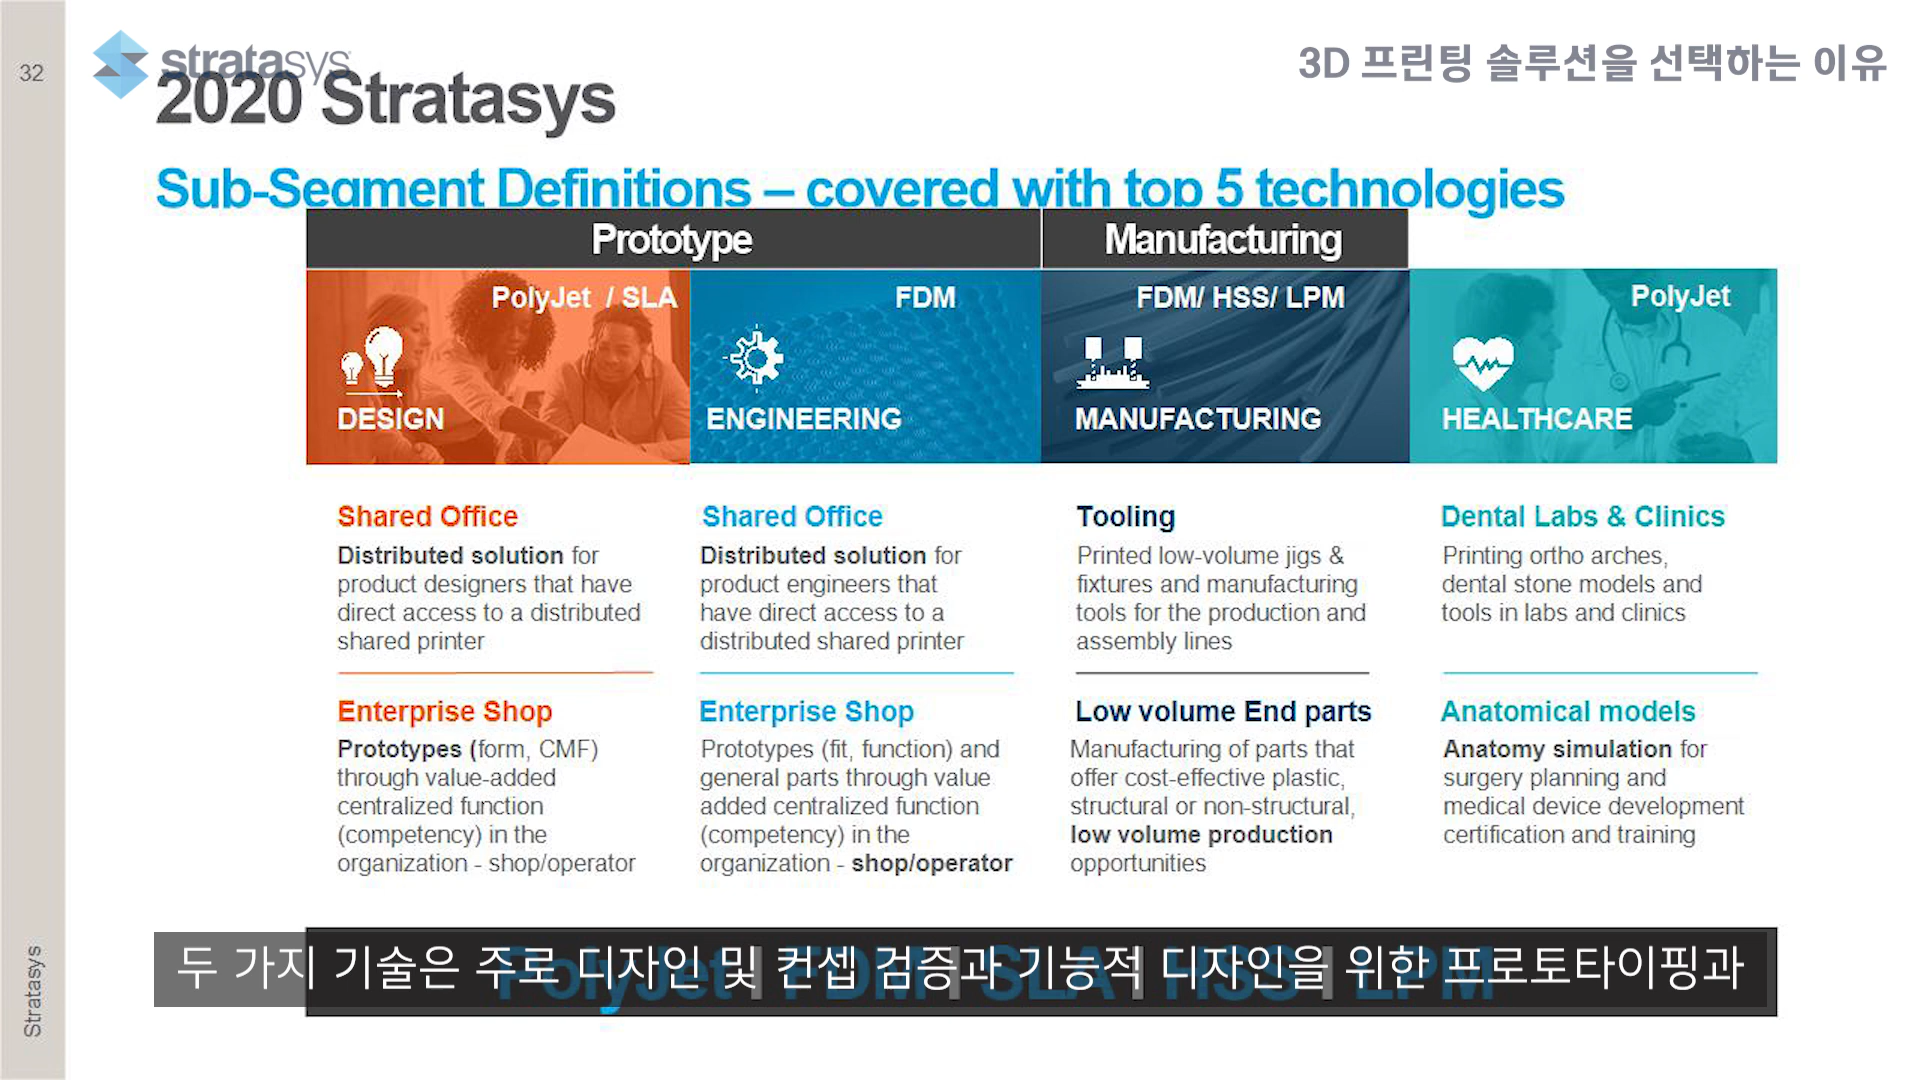 32
stratasys
3D 프린팅 솔루션을 선택하는 이유
2020 Stratasys
Sub-Segment Definitions – covered with top 5 technologies
Prototype
Manufacturing
PolyJet / SLA
DESIGN
FDM
ENGINEERING
FDM/ HSS/ LPM
MANUFACTURING
PolyJet
HEALTHCARE
Shared Office
Distributed solution for
product designers that have
direct access to a distributed
shared printer
Enterprise Shop
Prototypes (form, CMF)
through value-added
centralized function
(competency) in the
organization - shop/operator
Shared Office
Distributed solution for
product engineers that
have direct access to a
distributed shared printer
Enterprise Shop
Prototypes (fit, function) and
general parts through value
added centralized function
(competency) in the
organization - shop/operator
Tooling
Printed low-volume jigs &
fixtures and manufacturing
tools for the production and
assembly lines
Low volume End parts
Manufacturing of parts that
offer cost-effective plastic,
structural or non-structural,
low volume production
opportunities
Dental Labs & Clinics
Printing ortho arches,
dental stone models and
tools in labs and clinics
Anatomical models
Anatomy simulation for
surgery planning and
medical device development
certification and training
PolyJet | FDM | SLA | HSS | LPM
두 가지 기술은 주로 디자인 및 컨셉 검증과 기능적 디자인을 위한 프로토타이핑과
Stratasys